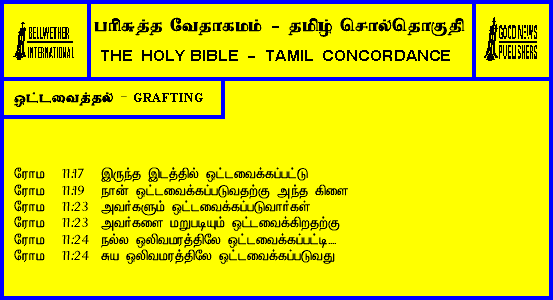 BELLWETHER
INTERNATIONAL
பரிசுத்த வேதாகமம் - தமிழ் சொல்தொகுதி
THE HOLY BIBLE - TAMIL CONCORDANCE
GOOD NEWS
PUBLISHERS
ஒட்டவைத்தல் - GRAFTING
ரோம 11:17 இருந்த இடத்தில் ஒட்டவைக்கப்பட்டு
ரோம 11:19 நான் ஒட்டவைக்கப்படுவதற்கு அந்த கிளை
ரோம 11:23 அவர்களும் ஒட்டவைக்கப்படுவார்கள்
ரோம 11:23 அவர்களை மறுபடியும் ஒட்டவைக்கிறதற்கு
ரோம 11:24 நல்ல ஒலிவமரத்திலே ஒட்டவைக்கப்பட்டி....
ரோம 11:24 சுய ஒலிவமரத்திலே ஒட்டவைக்கப்படுவது